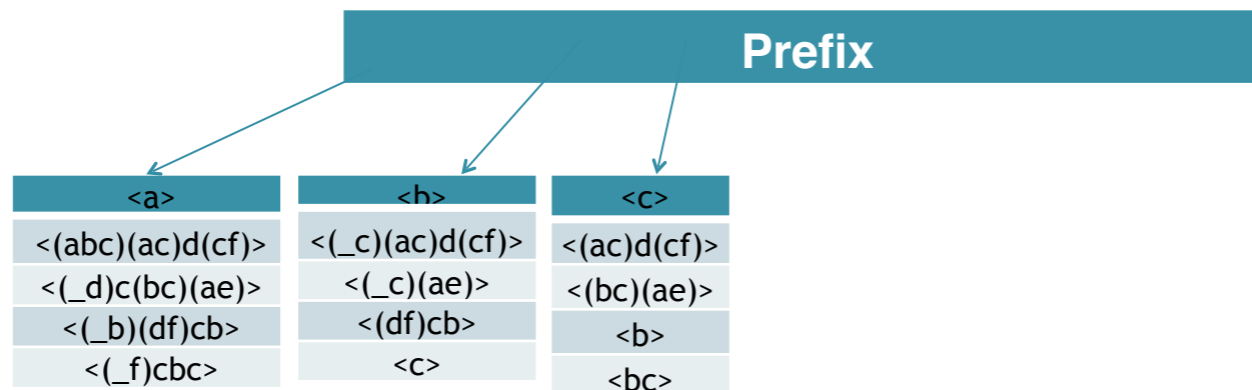 Prefix
<a>
<(abc)(ac)d(cf)>
<(_d)c(bc)(ae)>
<(_b)(df)cb>
<(_f)cbc>
<b>
<(_c)(ac)d(cf)>
<(_c)(ae)>
<(df)cb>
<c>
<c>
<(ac)d(cf)>
<(bc)(ae)>
<b>
<bc>